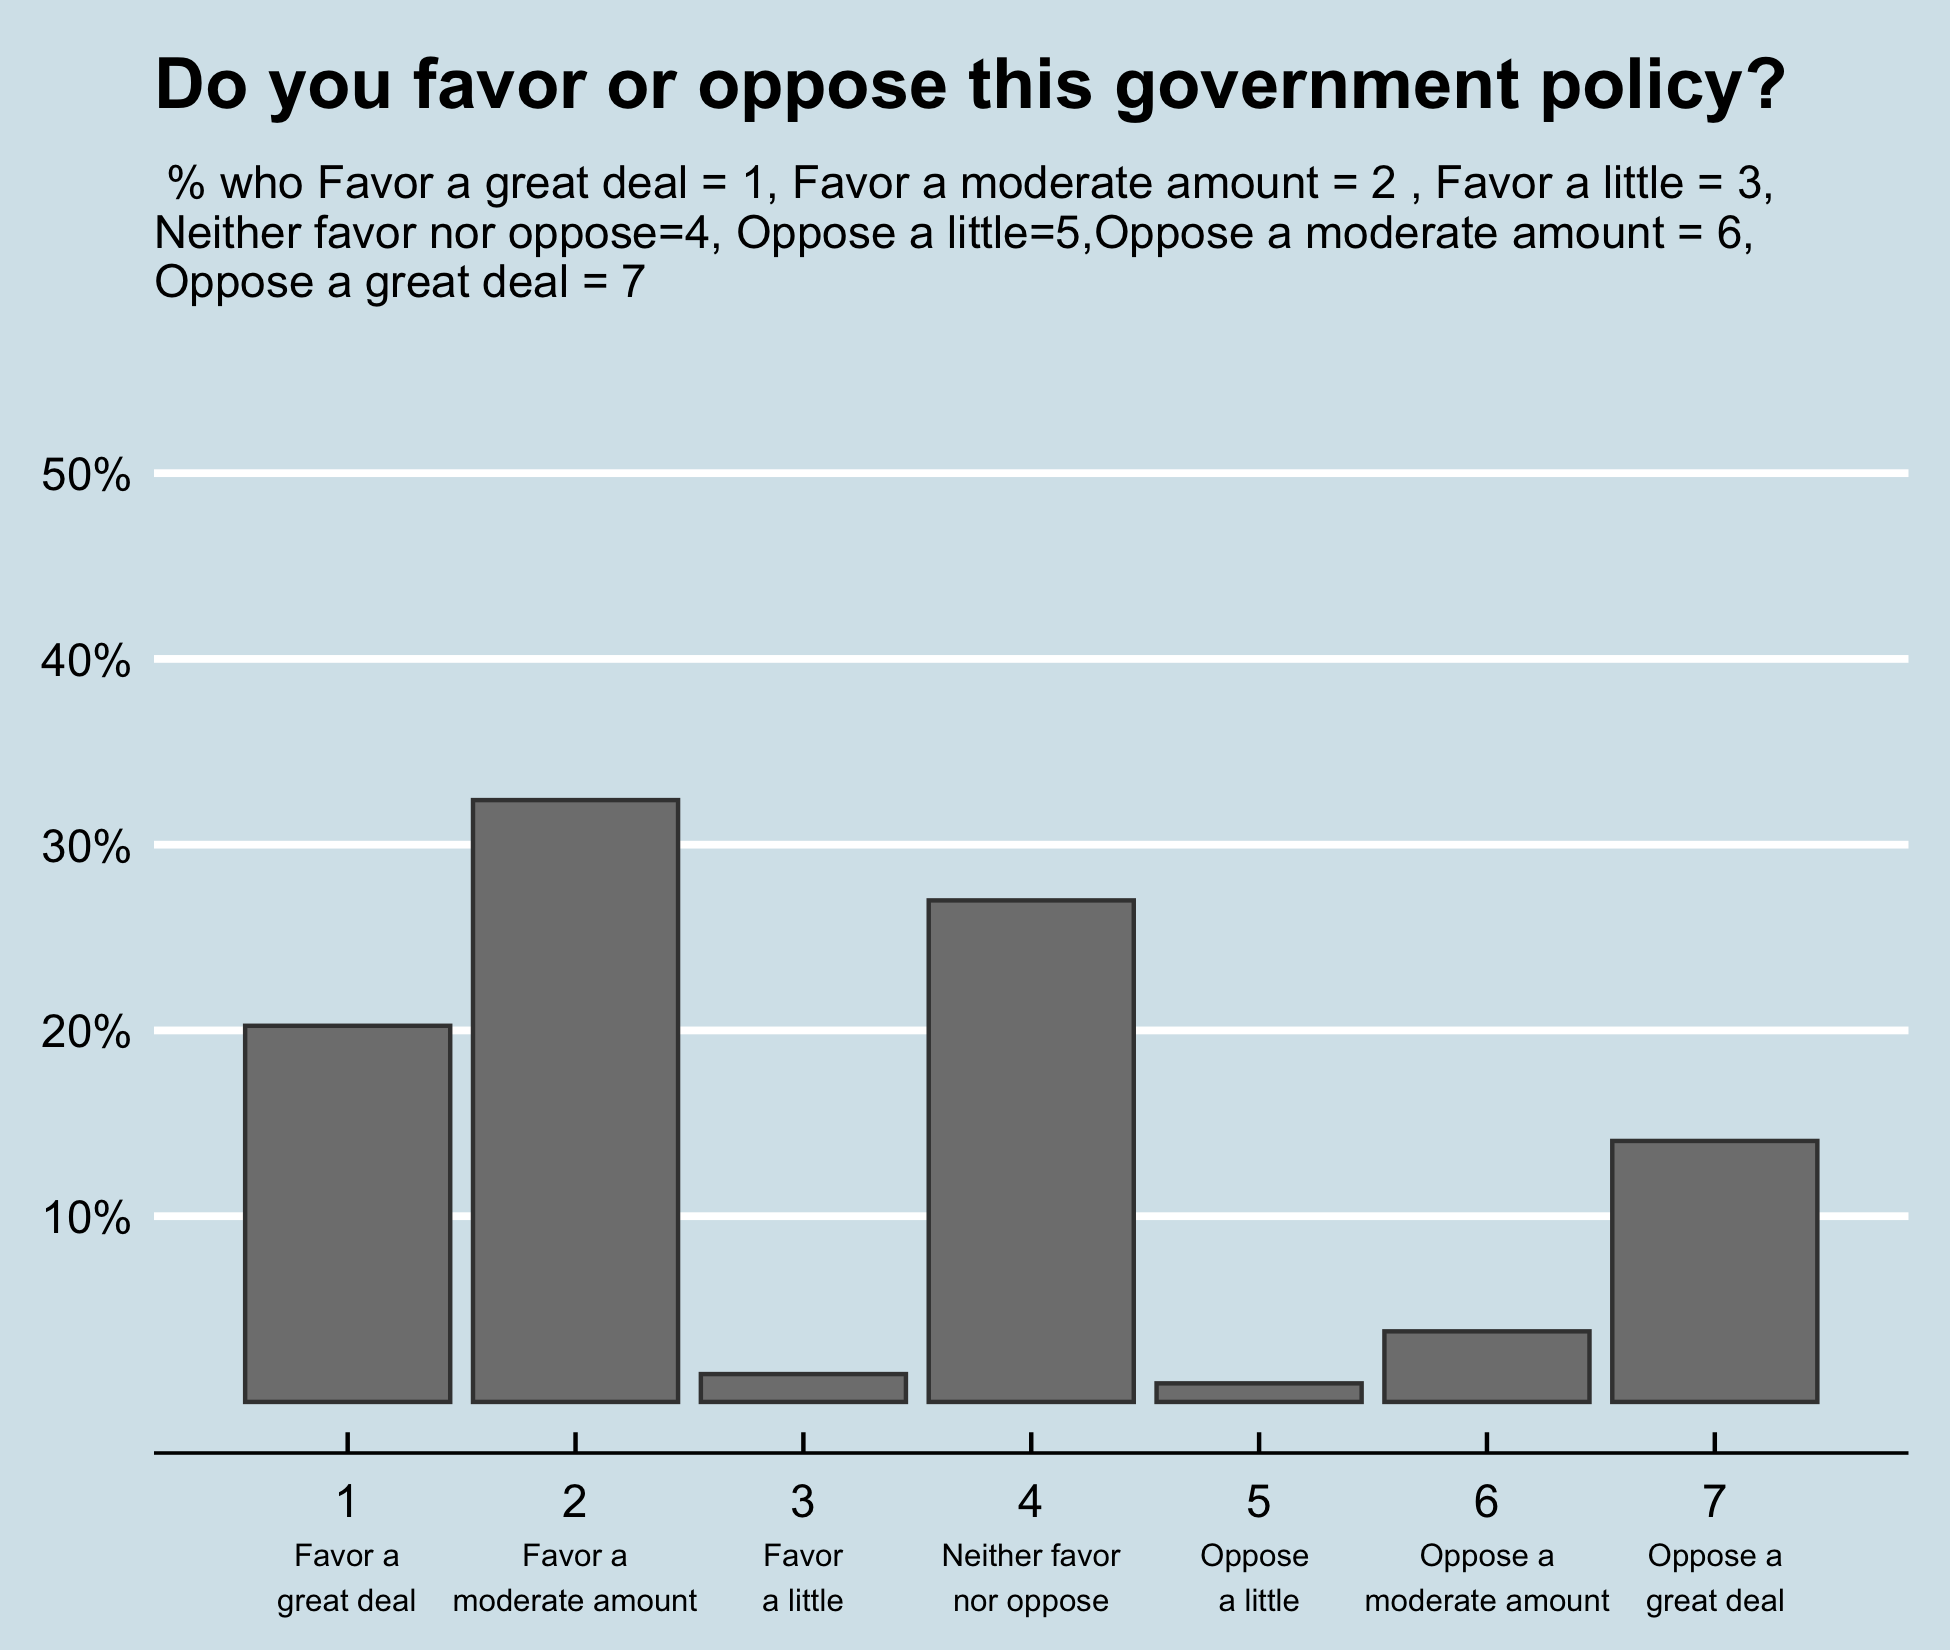 Do you favor or oppose this government policy?
% who Favor a great deal = 1, Favor a moderate amount = 2 , Favor a little = 3,
Neither favor nor oppose=4, Oppose a little=5,Oppose a moderate amount = 6,
Oppose a great deal = 7
50%
40%
30%
20%
10%
1 2 3 4 5 6 7
Favor a Favor a Favor Neither favor Oppose Oppose a Oppose a
great deal moderate amount a little nor oppose a little moderate amount great deal